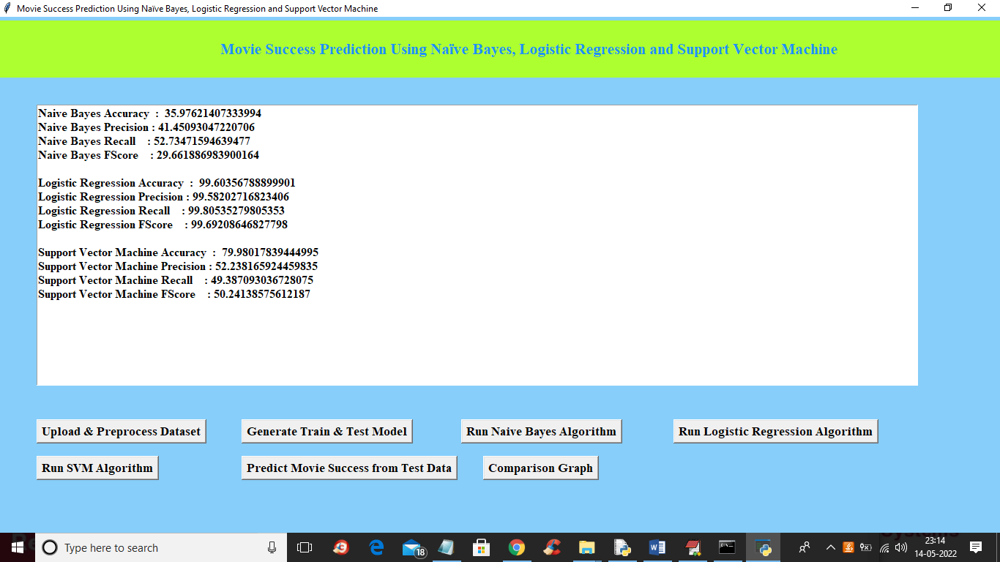 Movie Success Prediction Using Naïve Bayes, Logistic Regression and Support Vector Machine
Movie Success Prediction Using Naïve Bayes, Logistic Regression and Support Vector Machine
Naive Bayes Accuracy : 35.97621407333994
Naive Bayes Precision : 41.45093047220706
Naive Bayes Recall : 52.73471594639477
Naive Bayes FScore : 29.661886983900164
Logistic Regression Accuracy : 99.60356788899901
Logistic Regression Precision : 99.58202716823406
Logistic Regression Recall : 99.80535279805353
Logistic Regression FScore : 99.69208646827798
Support Vector Machine Accuracy : 79.98017839444995
Support Vector Machine Precision : 52.238165924459835
Support Vector Machine Recall : 49.387093036728075
Support Vector Machine FScore : 50.24138575612187
Upload & Preprocess Dataset Generate Train & Test Model Run Naive Bayes Algorithm Run Logistic Regression Algorithm
Run SVM Algorithm Predict Movie Success from Test Data Comparison Graph
Type here to search
18
23:14
14-05-2022